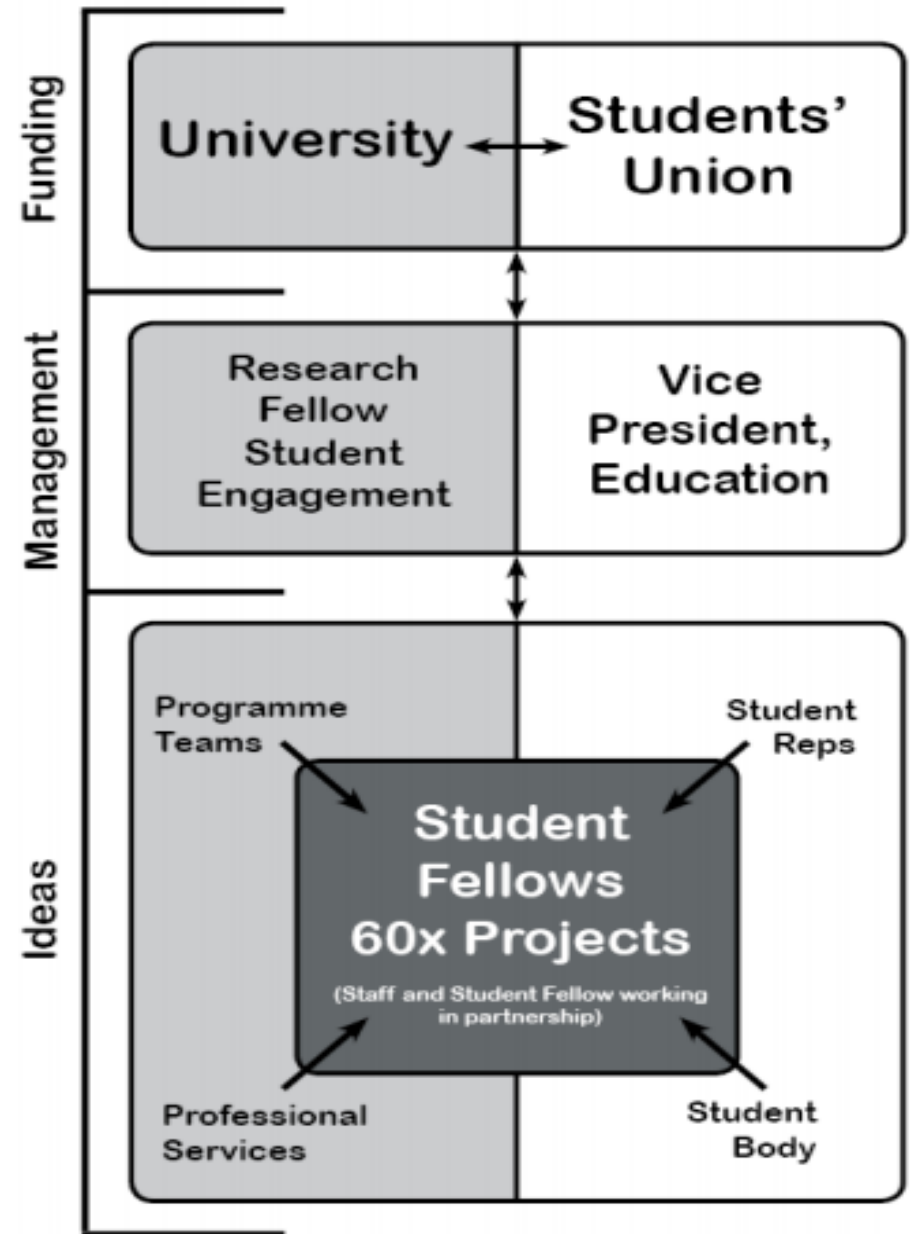 Funding
University
Students’
Union
Management
Research
Fellow
Student
Engagement
Vice
President,
Education
Ideas
Programme
Teams
Student
Reps
Student
Fellows
60x Projects
(Staff and Student Fellow working
in partnership)
Professional
Services
Student
Body